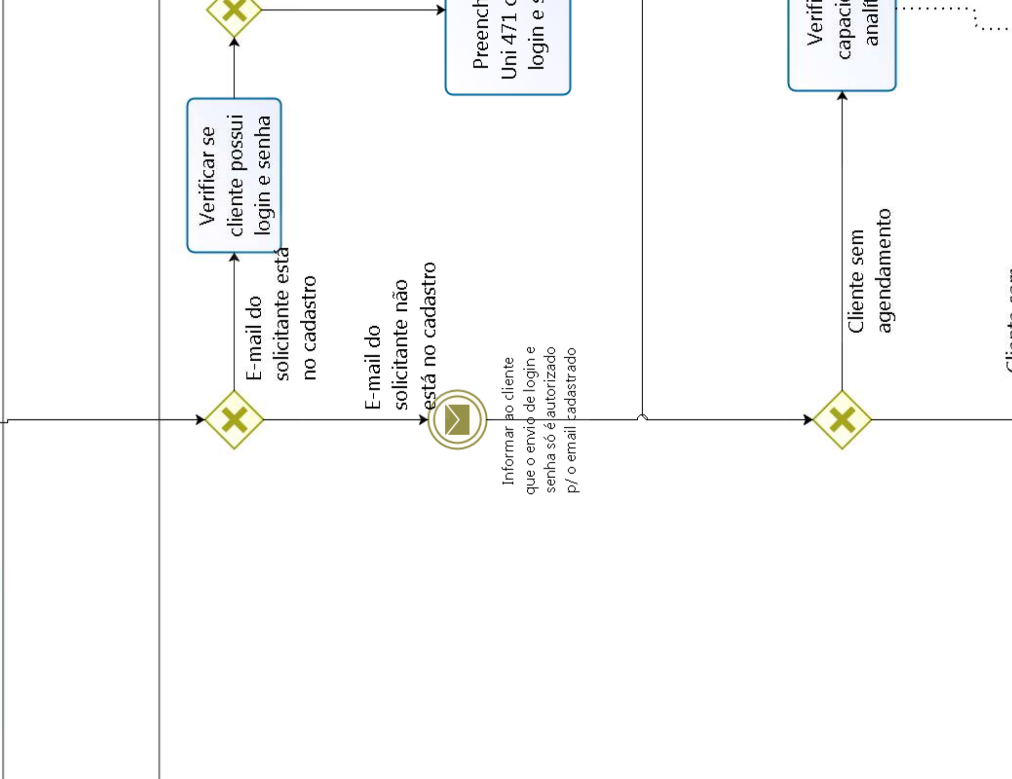 Verificar se
cliente possui
login e senha
Preench
Uni 471
login e
E-mail do
solicitante está
no cadastro
E-mail do
solicitante não
está no cadastro
Informar ao cliente
que o envio de login e
senha só é autorizado
p/ o email cadastrado
Verifi
capaci
analí
Cliente sem
agendamento